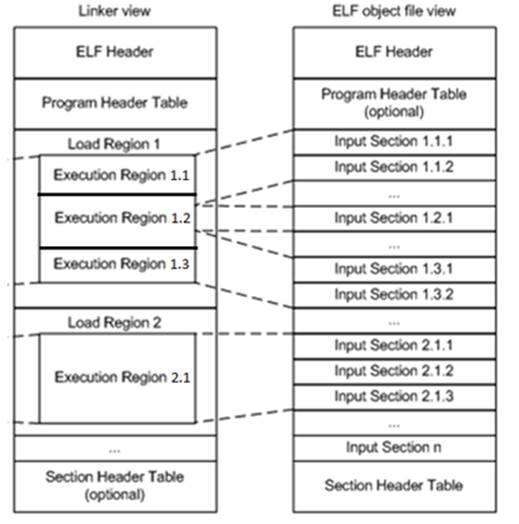 Linker view
ELF Header
Program Header Table
Load Region 1
Execution Region 1.1
Execution Region 1.2
Execution Region 1.3
Load Region 2
Execution Region 2.1
...
Section Header Table
(optional)
ELF object file view
ELF Header
Program Header Table
(optional)
Input Section 1.1.1
Input Section 1.1.2
...
Input Section 1.2.1
...
Input Section 1.3.1
Input Section 1.3.2
...
Input Section 2.1.1
Input Section 2.1.2
Input Section 2.1.3
...
Input Section n
Section Header Table